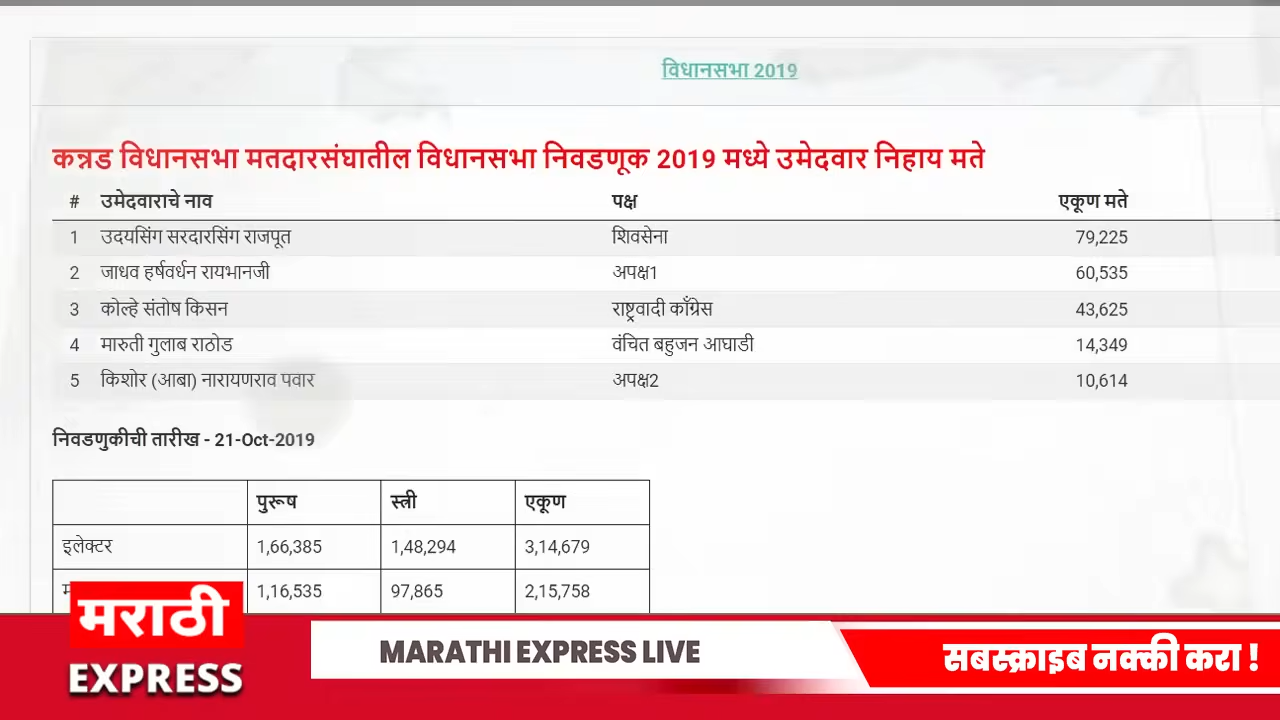 विधानसभा 2019
कन्नड विधानसभा मतदारसंघातील विधानसभा निवडणूक 2019 मध्ये उमेदवार निहाय मते
# उमेदवाराचे नाव पक्ष एकूण मते
1 उदयसिंग सरदारसिंग राजपूत शिवसेना 79,225
2 जाधव हर्षवर्धन रायभानजी अपक्ष1 60,535
3 कोल्हे संतोष किसन राष्ट्रवादी काँग्रेस 43,625
4 मारुती गुलाब राठोड वंचित बहुजन आघाडी 14,349
5 किशोर (आबा) नारायणराव पवार अपक्ष2 10,614
निवडणुकीची तारीख - 21-Oct-2019
पुरूष स्त्री एकूण
इलेक्टर 1,66,385 1,48,294 3,14,679
1,16,535 97,865 2,15,758
मराठी
EXPRESS
MARATHI EXPRESS LIVE
सबस्क्राइब नक्की करा !